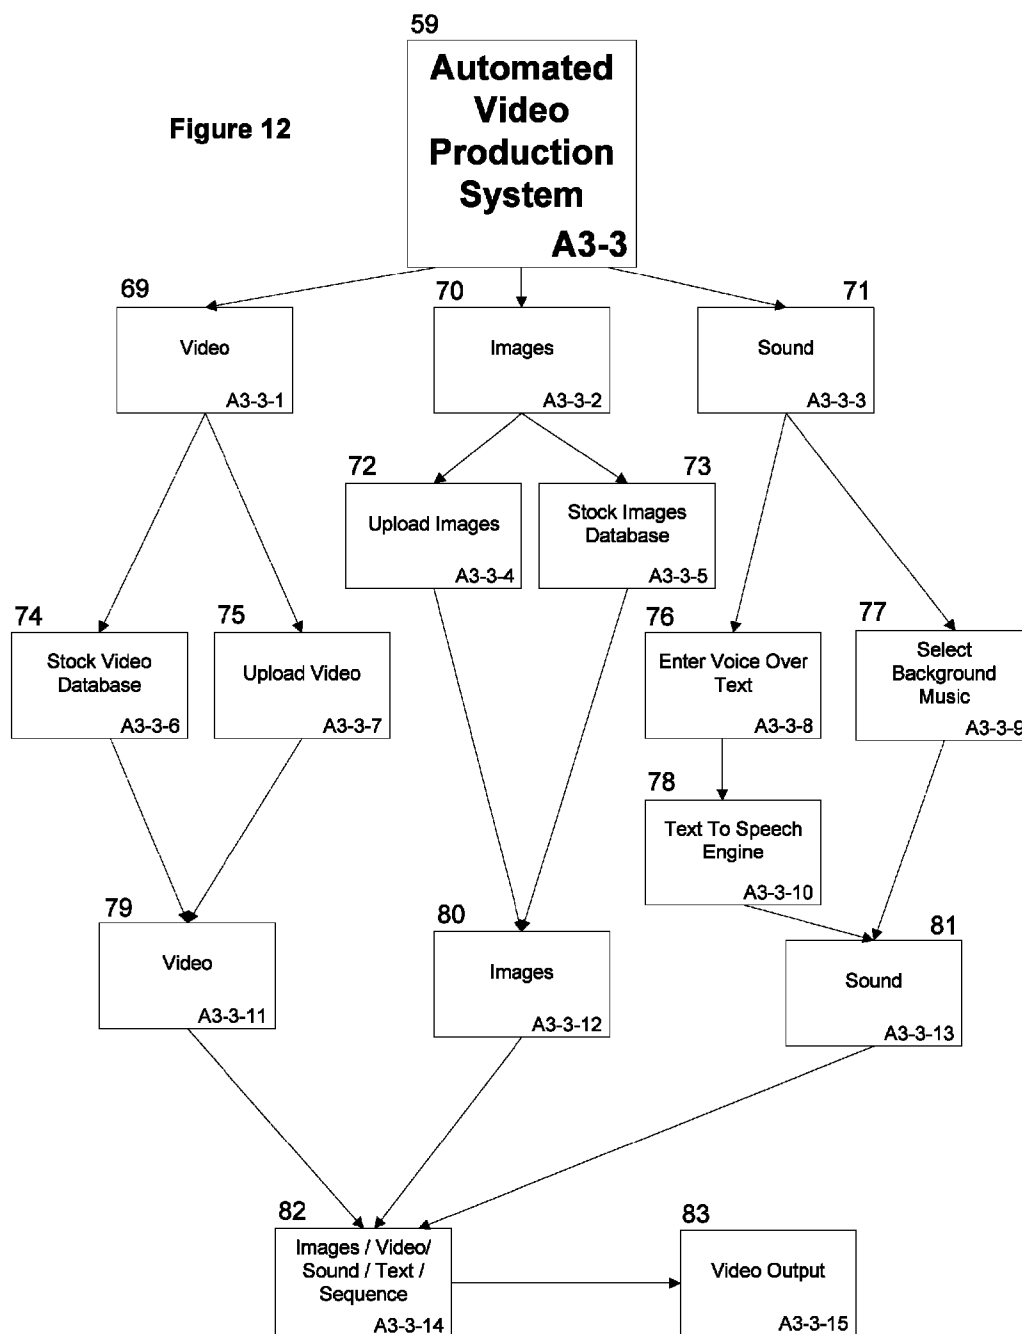 59
Automated
Video
Production
System
A3-3
Figure 12
69
Video
A3-3-1
70
Images
A3-3-2
71
Sound
A3-3-3
72
Upload Images
A3-3-4
73
Stock Images
Database
A3-3-5
74
Stock Video
Database
A3-3-6
75
Upload Video
A3-3-7
76
Enter Voice Over
Text
A3-3-8
77
Select
Background
Music
A3-3-9
78
Text To Speech
Engine
A3-3-10
79
Video
A3-3-11
80
Images
A3-3-12
81
Sound
A3-3-13
82
Images / Video/
Sound / Text /
Sequence
A3-3-14
83
Video Output
A3-3-15